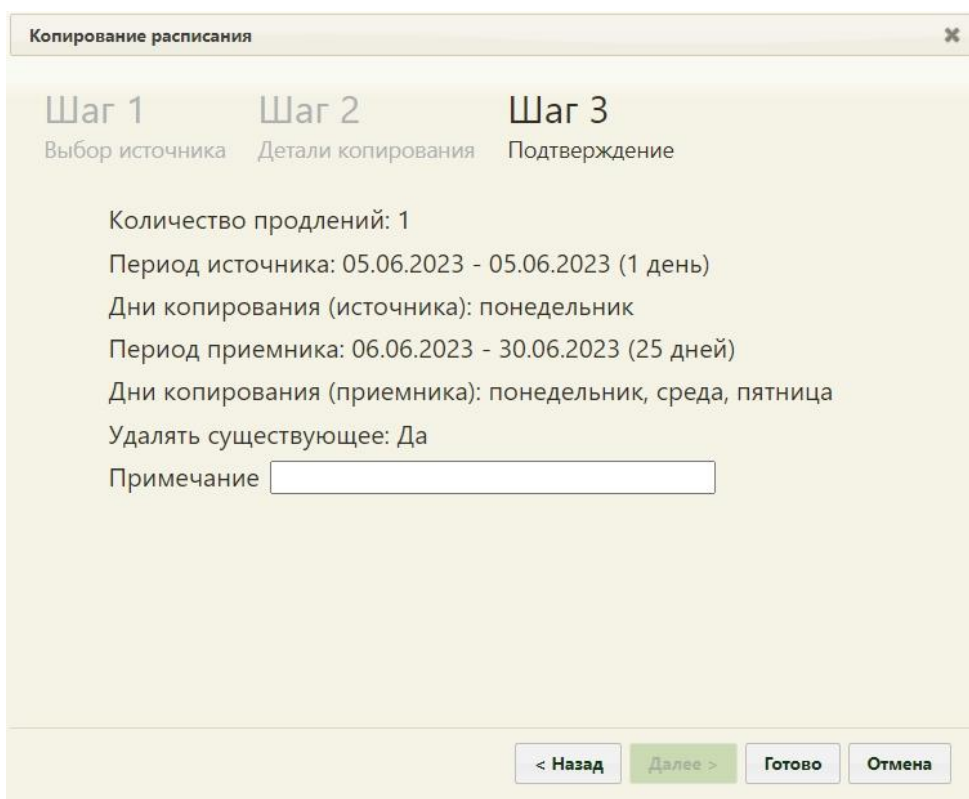 Копирование расписания
Шаг 1 Шаг 2 Шаг 3
Выбор источника Детали копирования Подтверждение
Количество продлений: 1
Период источника: 05.06.2023 - 05.06.2023 (1 день)
Дни копирования (источника): понедельник
Период приемника: 06.06.2023 - 30.06.2023 (25 дней)
Дни копирования (приемника): понедельник, среда, пятница
Удалять существующее: Да
Примечание
< Назад Далее > Готово Отмена